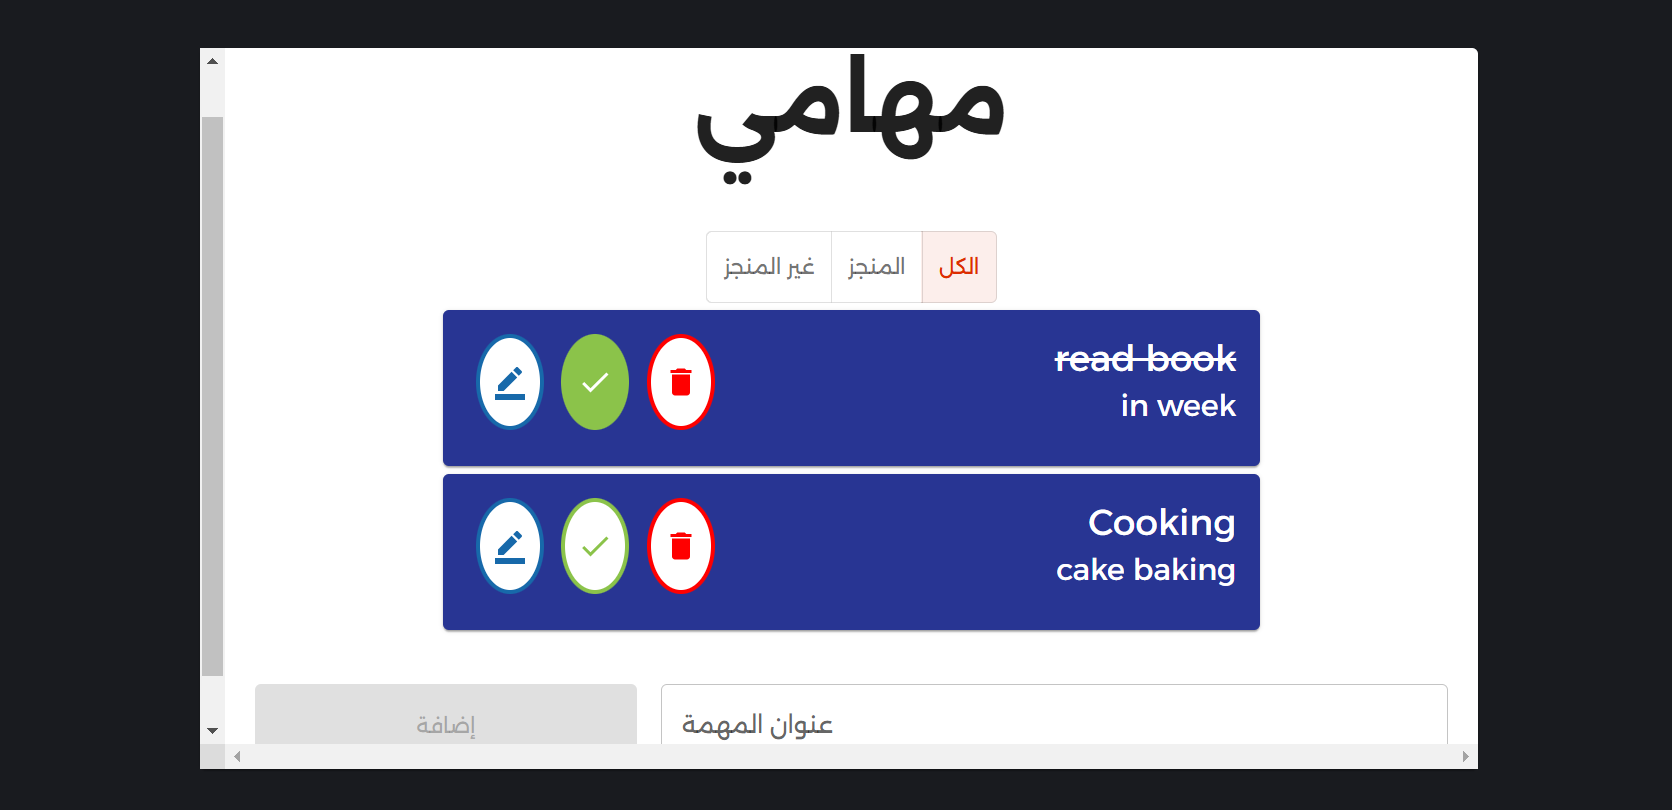 مهامي
الكل
المنجز
غير المنجز
read book
in week
Cooking
cake baking
عنوان المهمة
إضافة